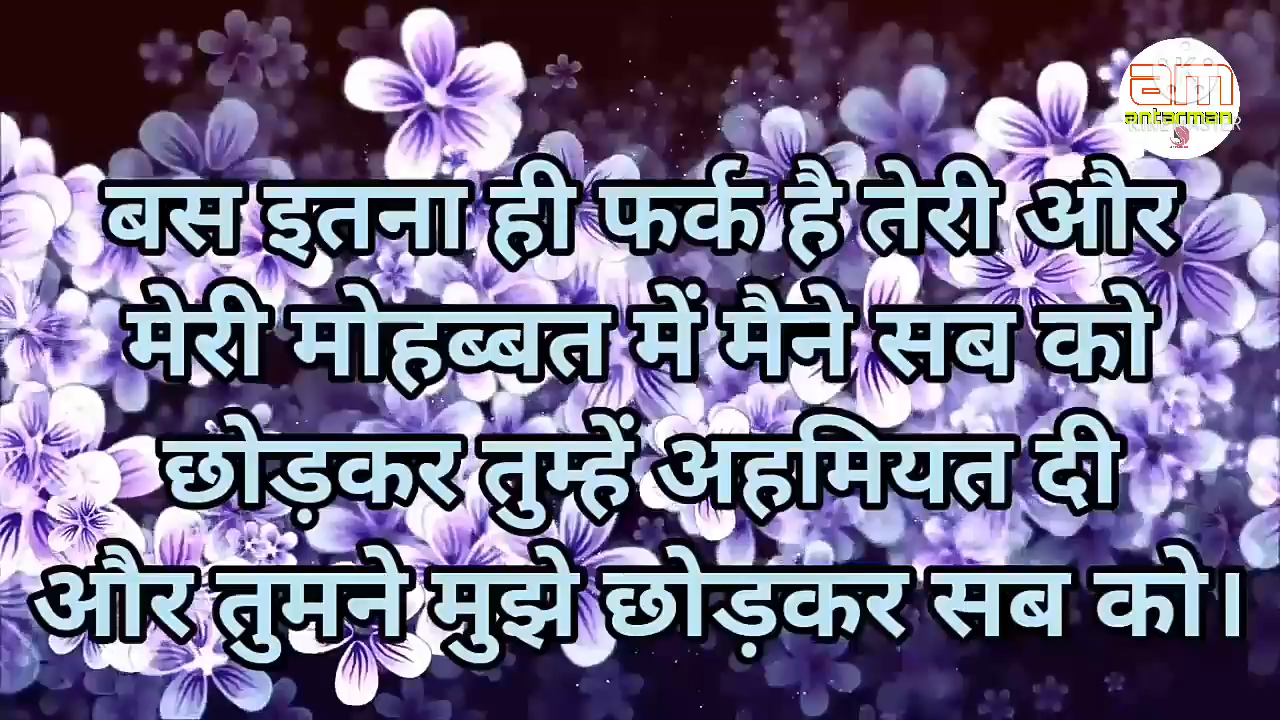 am
antarman
बस इतना ही फर्क है तेरी और
मेरी मोहब्बत में मैने सब को
छोड़कर तुम्हें अहमियत दी
और तुमने मुझे छोड़कर सब को।